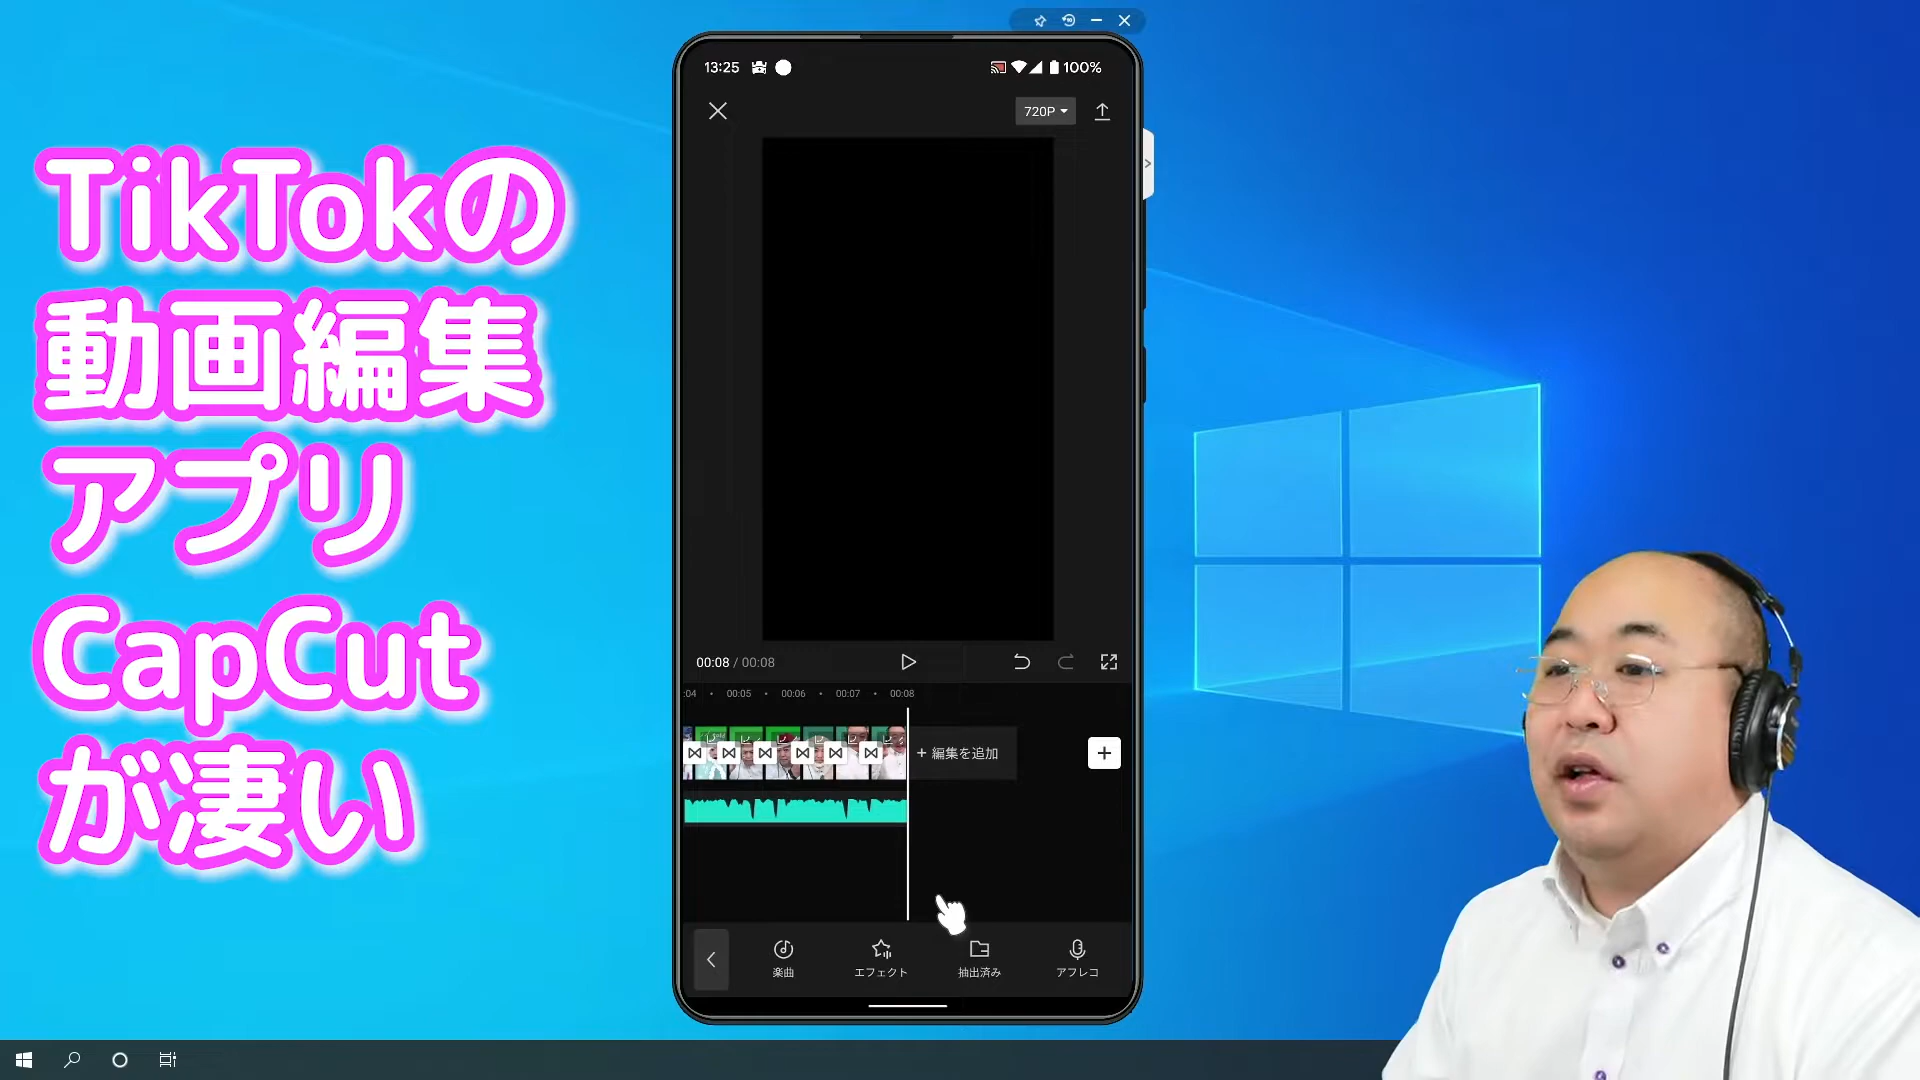 TikTokの
動画編集
アプリ
CapCut
が凄い
13:25
100%
720P
00:08 / 00:08
:04 00:05 00:06 00:07 00:08
+ 編集を追加
楽曲 エフェクト 抽出済み アフレコ